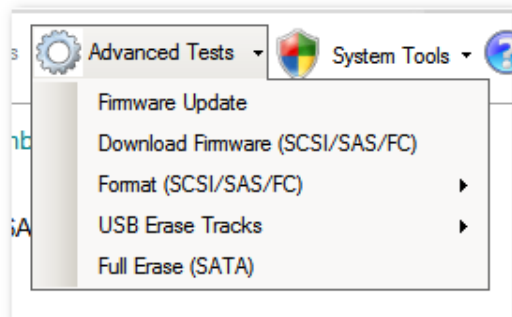 Advanced Tests
System Tools
Firmware Update
Download Firmware (SCSI/SAS/FC)
Format (SCSI/SAS/FC)
USB Erase Tracks
Full Erase (SATA)